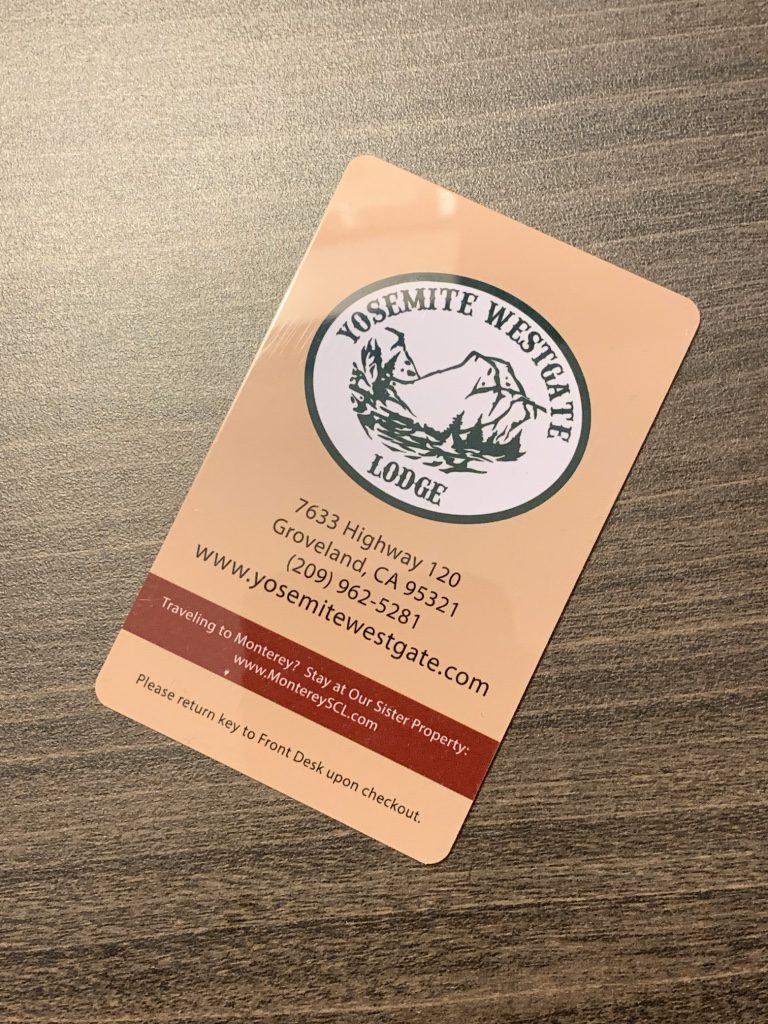 YOSEMITE WESTGATE
LODGE
7633 Highway 120
Groveland, CA 95321
(209) 962-5281
www.yosemitewestgate.com
Traveling to Monterey? Stay at Our Sister Property:
www.MontereySCL.com
Please return key to Front Desk upon checkout.